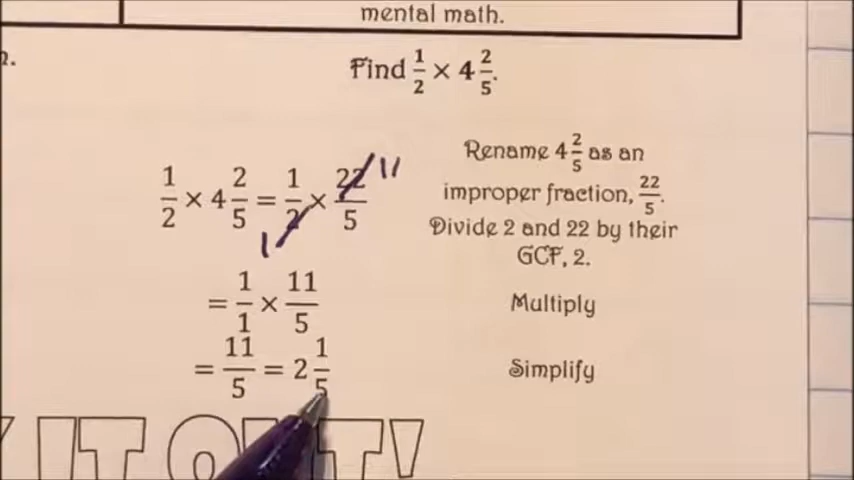 mental math.
n.
Find 1/2 × 4 2/5.
1/2 × 4 2/5 = 1/2 × 22/5 11
1
Rename 4 2/5 as an
improper fraction, 22/5.
Divide 2 and 22 by their
GCF, 2.
= 1/1 × 11/5
Multiply
= 11/5 = 2 1/5
Simplify
IT OUT!